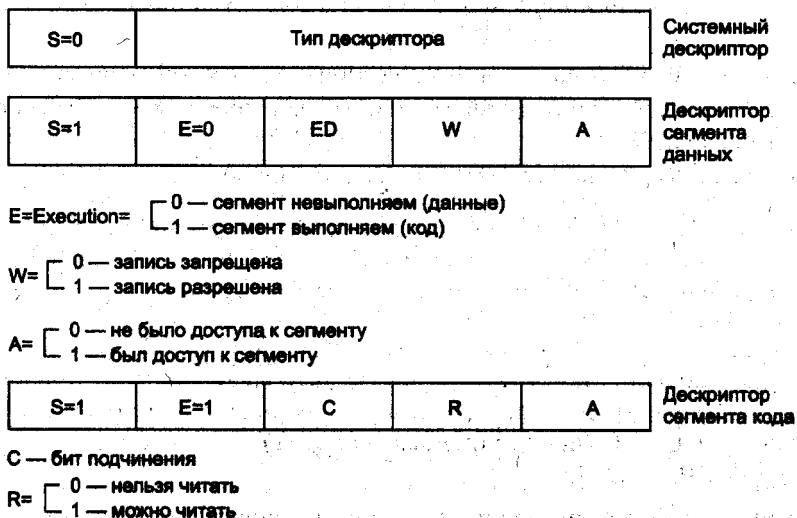 S=0
Тип дескриптора
Системный
дескриптор
S=1
E=0
ED
W
A
Дескриптор
сегмента
данных
E=Execution=
0 — сегмент невыполняем (данные)
1 — сегмент выполняем (код)
W=
0 — запись запрещена
1 — запись разрешена
A=
0 — не было доступа к сегменту
1 — был доступ к сегменту
S=1
E=1
C
R
A
Дескриптор
сегмента кода
C — бит подчинения
R=
0 — нельзя читать
1 — можно читать